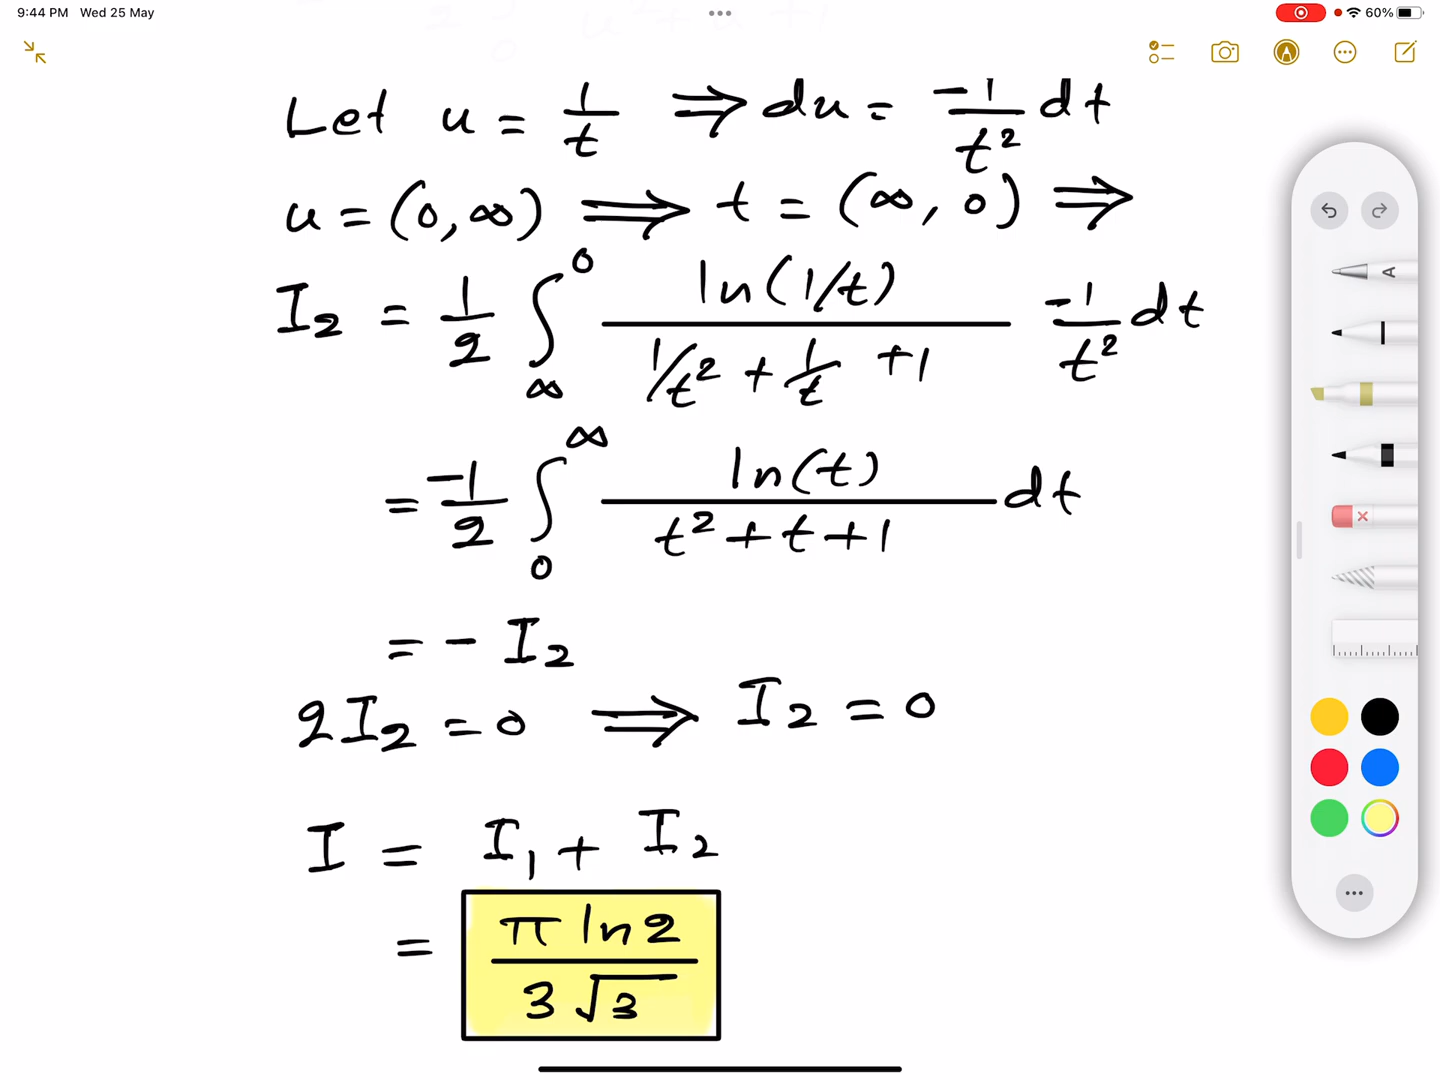 9:44 PM Wed 25 May 60%
Let u = 1/t ⟹ du = -1/t² dt
u = (0, ∞) ⟹ t = (∞, 0) ⟹
I₂ = 1/2 ∫_∞^0 ln(1/t) / (1/t² + 1/t + 1) -1/t² dt
= -1/2 ∫_0^∞ ln(t) / (t² + t + 1) dt
= - I₂
2I₂ = 0 ⟹ I₂ = 0
I = I₁ + I₂
= π ln 2 / 3√3